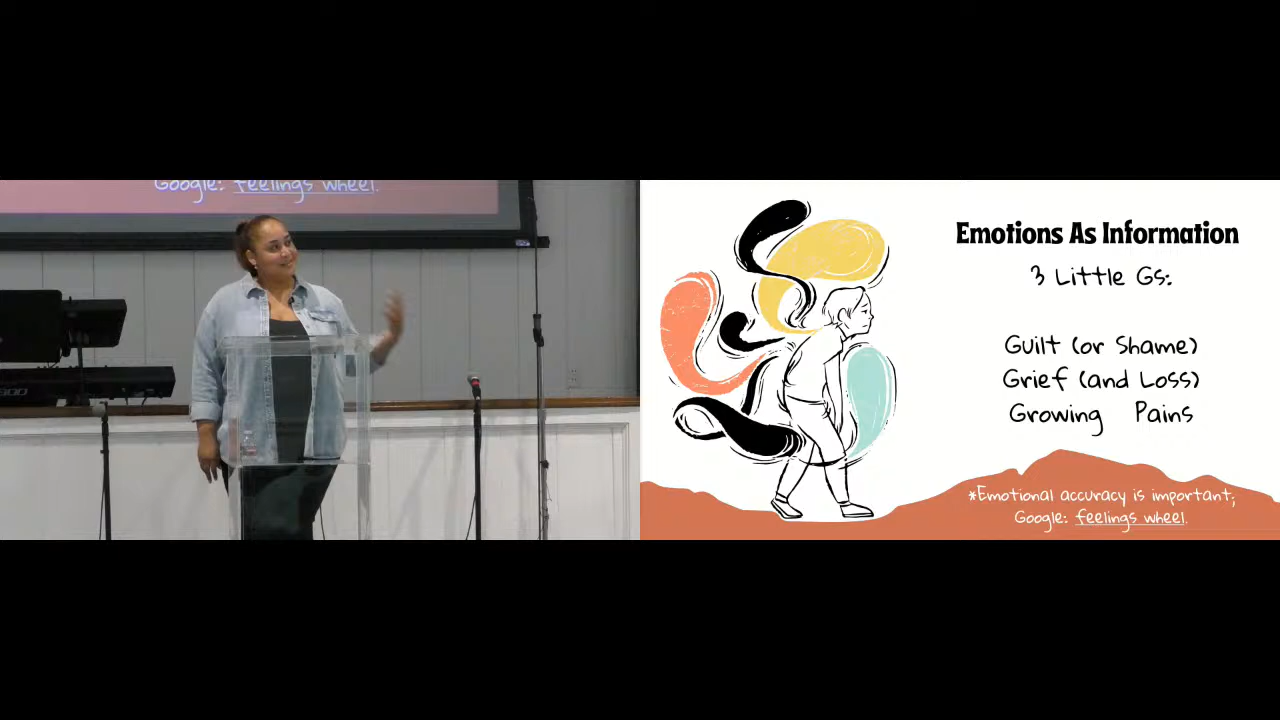 Google: feelings wheel.
Emotions As Information
3 Little Gs:
Guilt (or Shame)
Grief (and Loss)
Growing Pains
*Emotional accuracy is important;
Google: feelings wheel.